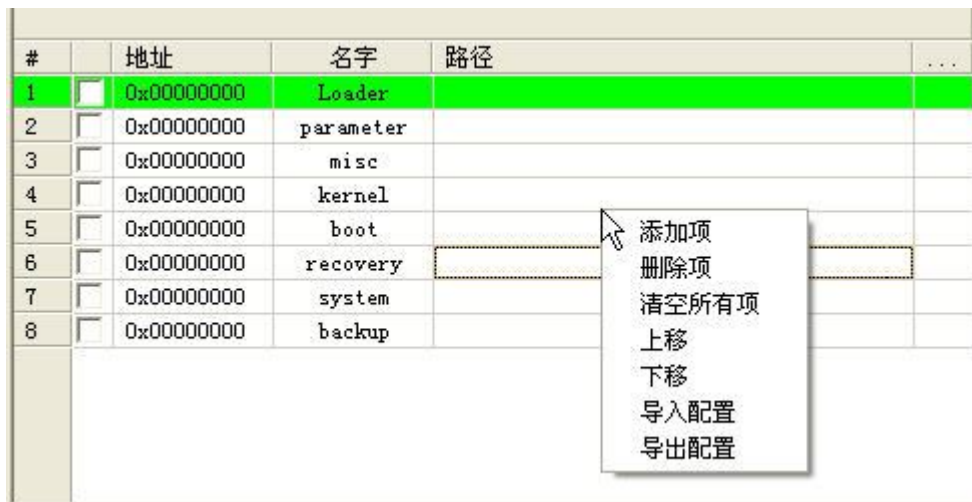 # 地址 名字 路径 ...
1 0x00000000 Loader
2 0x00000000 parameter
3 0x00000000 misc
4 0x00000000 kernel
5 0x00000000 boot
6 0x00000000 recovery
7 0x00000000 system
8 0x00000000 backup
添加项
删除项
清空所有项
上移
下移
导入配置
导出配置